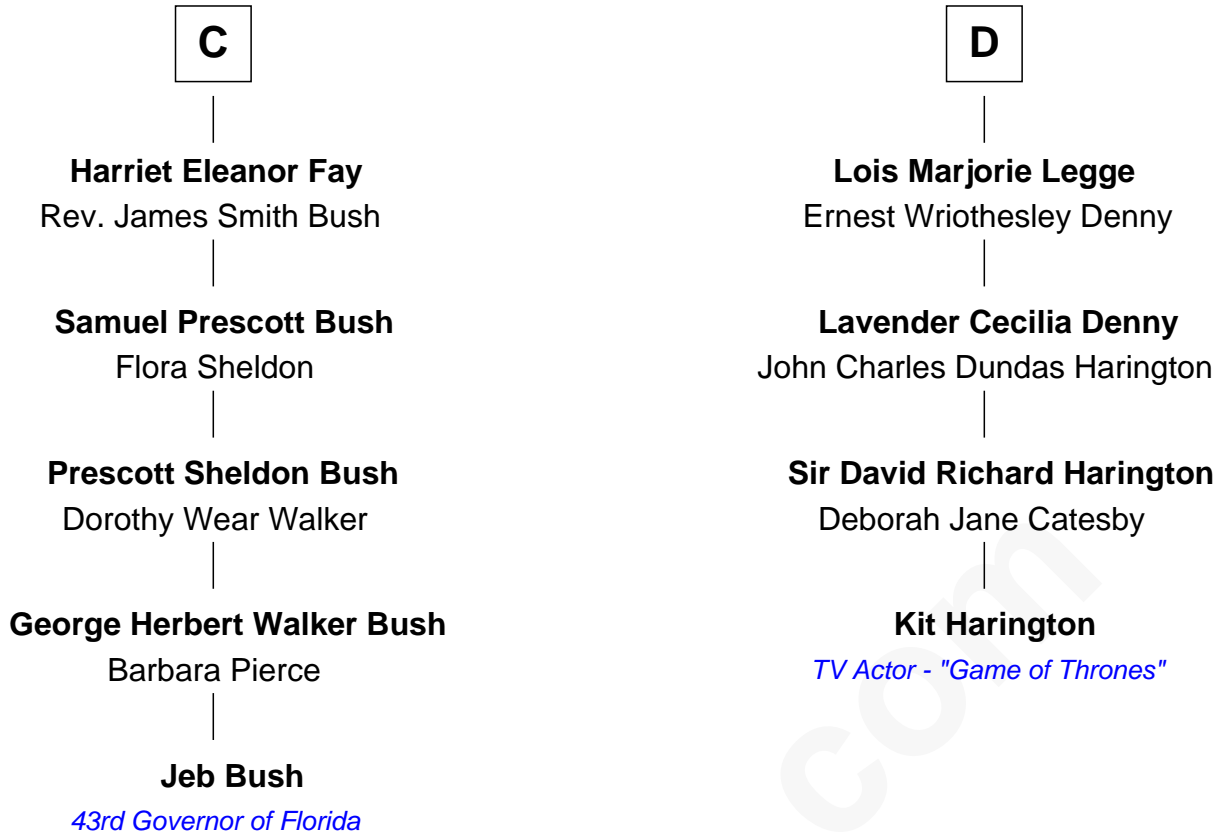 C
Harriet Eleanor Fay
Rev. James Smith Bush
Samuel Prescott Bush
Flora Sheldon
Prescott Sheldon Bush
Dorothy Wear Walker
George Herbert Walker Bush
Barbara Pierce
Jeb Bush
43rd Governor of Florida
D
Lois Marjorie Legge
Ernest Wriothesley Denny
Lavender Cecilia Denny
John Charles Dundas Harington
Sir David Richard Harington
Deborah Jane Catesby
Kit Harington
TV Actor - "Game of Thrones"
com